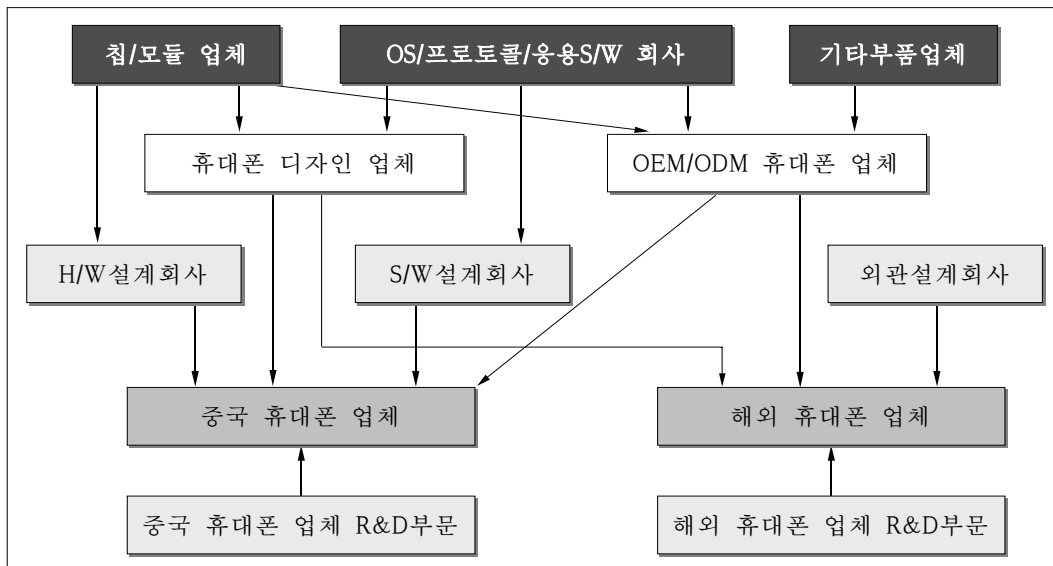 칩/모듈 업체
OS/프로토콜/응용S/W 회사
기타부품업체
휴대폰 디자인 업체
OEM/ODM 휴대폰 업체
H/W설계회사
S/W설계회사
외관설계회사
중국 휴대폰 업체
해외 휴대폰 업체
중국 휴대폰 업체 R&D부문
해외 휴대폰 업체 R&D부문